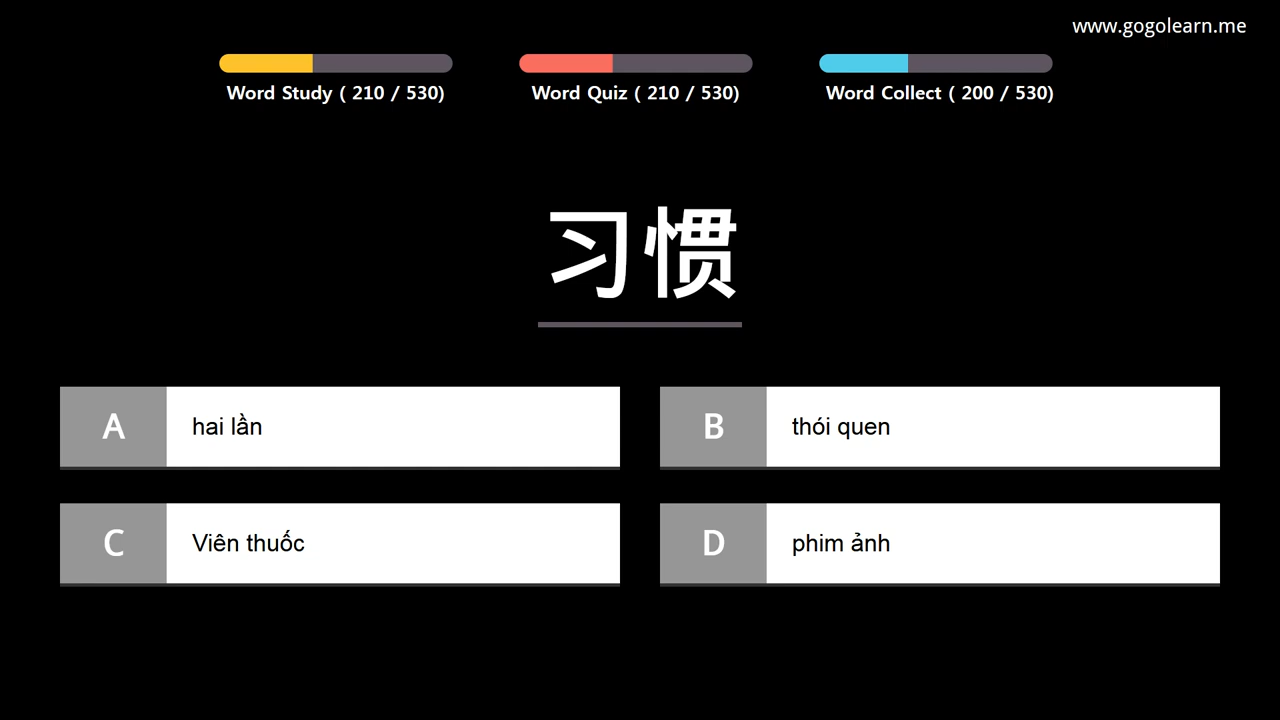 www.gogolearn.me
Word Study ( 210 / 530)
Word Quiz ( 210 / 530)
Word Collect ( 200 / 530)
习惯
A hai lần
B thói quen
C Viên thuốc
D phim ảnh